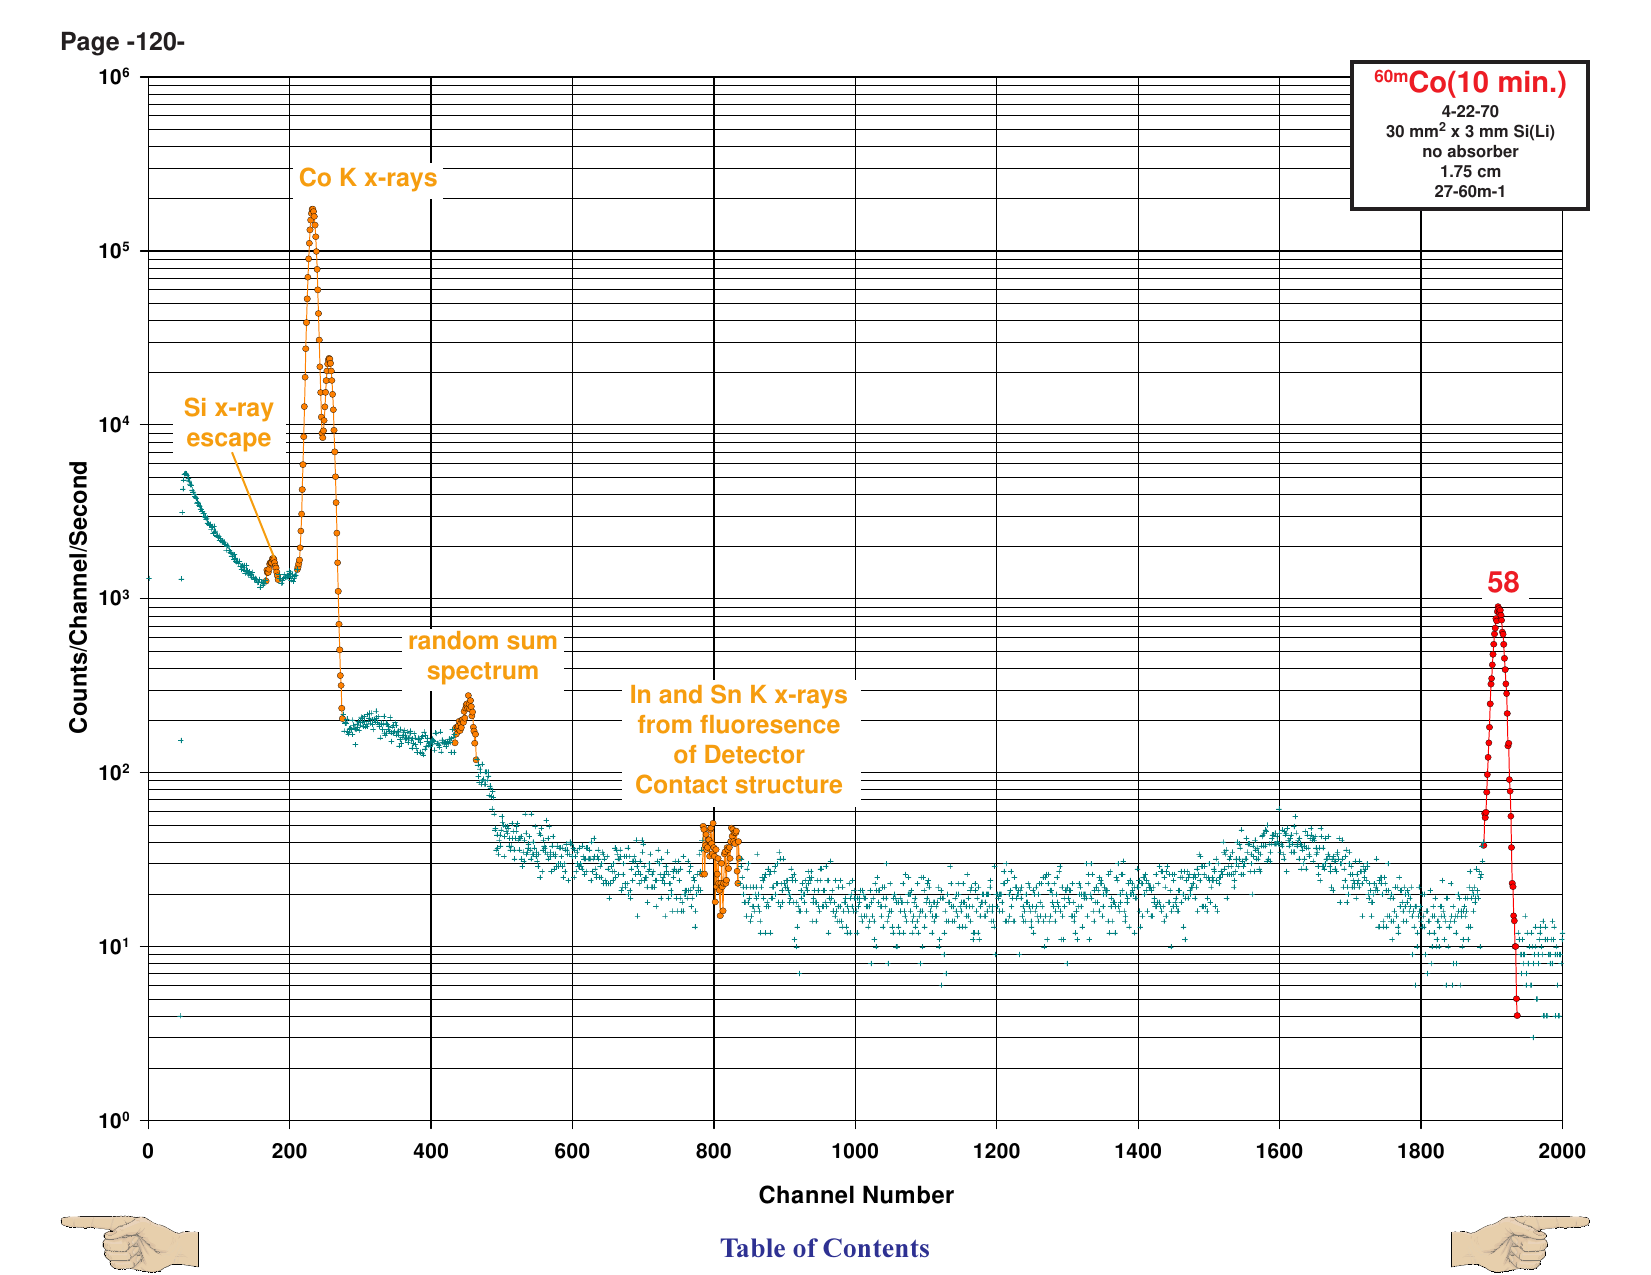 Page -120-
10⁶
10⁵
10⁴
10³
10²
10¹
10⁰
Counts/Channel/Second
⁶⁰ᵐCo(10 min.)
4-22-70
30 mm² x 3 mm Si(Li)
no absorber
1.75 cm
27-60m-1
Co K x-rays
Si x-ray
escape
random sum
spectrum
In and Sn K x-rays
from fluoresence
of Detector
Contact structure
58
0 200 400 600 800 1000 1200 1400 1600 1800 2000
Channel Number
Table of Contents